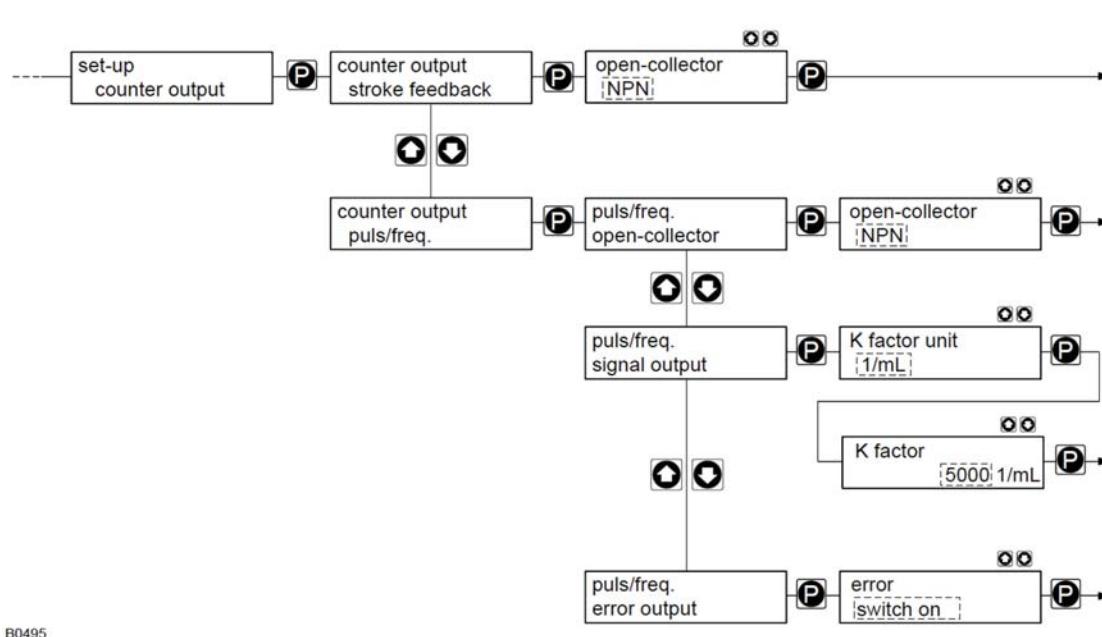 set-up
counter output
P
counter output
stroke feedback
P
open-collector
NPN
P
counter output
puls/freq.
P
puls/freq.
open-collector
P
open-collector
NPN
P
puls/freq.
signal output
P
K factor unit
1/mL
P
K factor
5000 1/mL
P
puls/freq.
error output
P
error
switch on
P
B0495